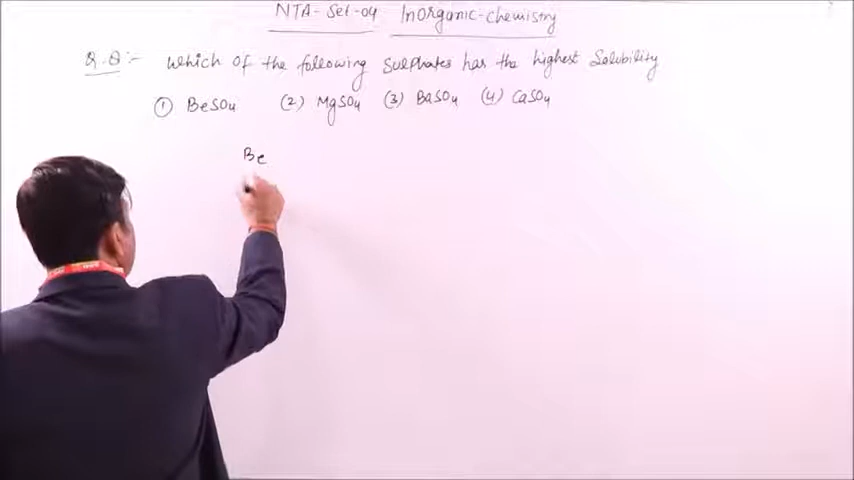 NTA-Set-04 Inorganic-chemistry
Q.8:- Which of the following Sulphates has the highest Solubility
(1) BeSO4 (2) MgSO4 (3) BaSO4 (4) CaSO4
Be